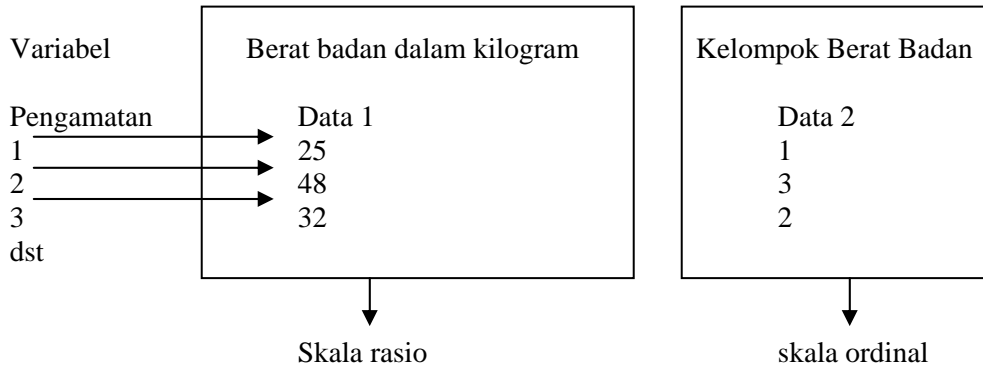 Variabel Berat badan dalam kilogram Kelompok Berat Badan
Pengamatan Data 1 Data 2
1 25 1
2 48 3
3 32 2
dst
Skala rasio skala ordinal